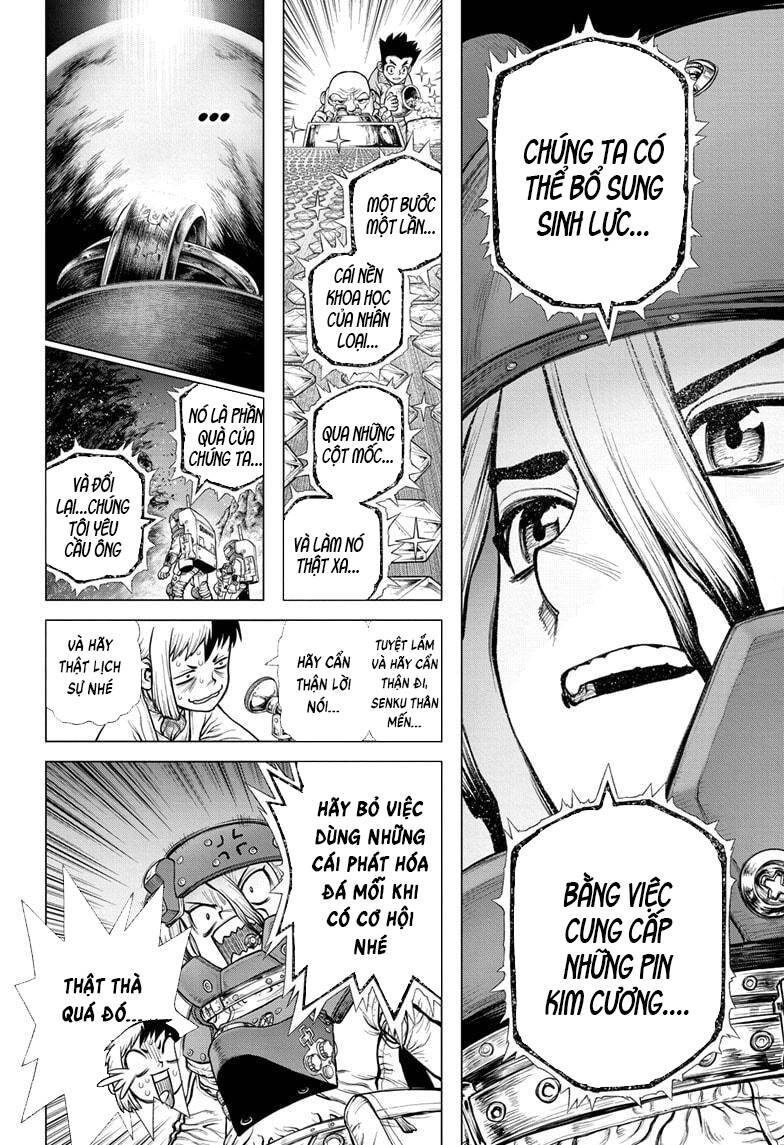 CHÚNG TA CÓ
THỂ BỔ SUNG
SINH LỰC...
BẰNG VIỆC
CUNG CẤP
NHỮNG PIN
KIM CƯƠNG....
MỘT BƯỚC
MỘT LẦN...
CÁI NỀN
KHOA HỌC
CỦA NHÂN
LOẠI...
QUA NHỮNG
CỘT MỐC...
VÀ LÀM NÓ
THẬT XA...
...
NÓ LÀ PHẦN
QUÀ CỦA
CHÚNG TA...
VÀ ĐỔI
LẠI...CHÚNG
TÔI YÊU
CẦU ÔNG
TUYỆT LẮM
VÀ HÃY CẨN
THẬN ĐI,
SENKU THÂN
MẾN...
HÃY CẨN
THẬN LỜI
NÓI...
VÀ HÃY
THẬT LỊCH
SỰ NHÉ
HÃY BỎ VIỆC
DÙNG NHỮNG
CÁI PHÁT HÓA
ĐÁ MỖI KHI
CÓ CƠ HỘI
NHÉ
THẬT THÀ
QUÁ ĐÓ...